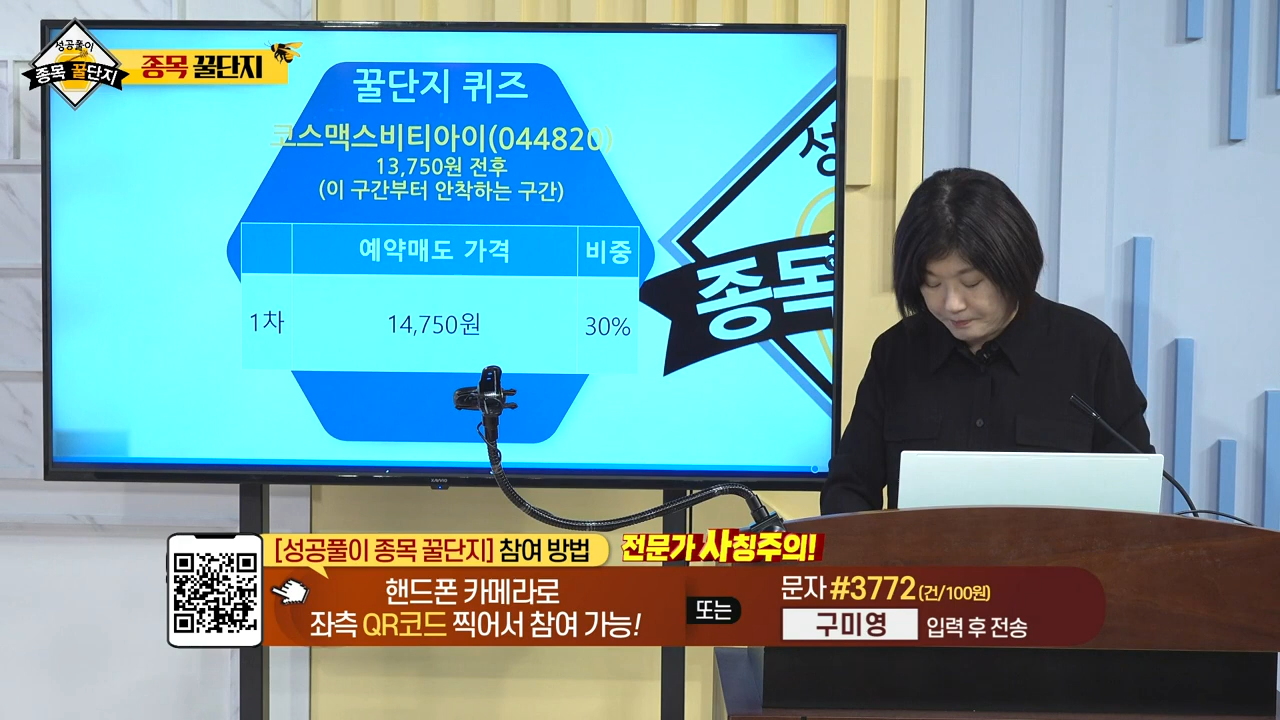 성공풀이
종목 꿀단지
종목 꿀단지
꿀단지 퀴즈
코스맥스비티아이(044820)
13,750원 전후
(이 구간부터 안착하는 구간)
예약매도 가격 비중
1차 14,750원 30%
성
종목
[성공풀이 종목 꿀단지] 참여 방법
전문가 사칭주의!
핸드폰 카메라로
좌측 QR코드 찍어서 참여 가능!
또는
문자 #3772 (건/100원)
구미영 입력 후 전송